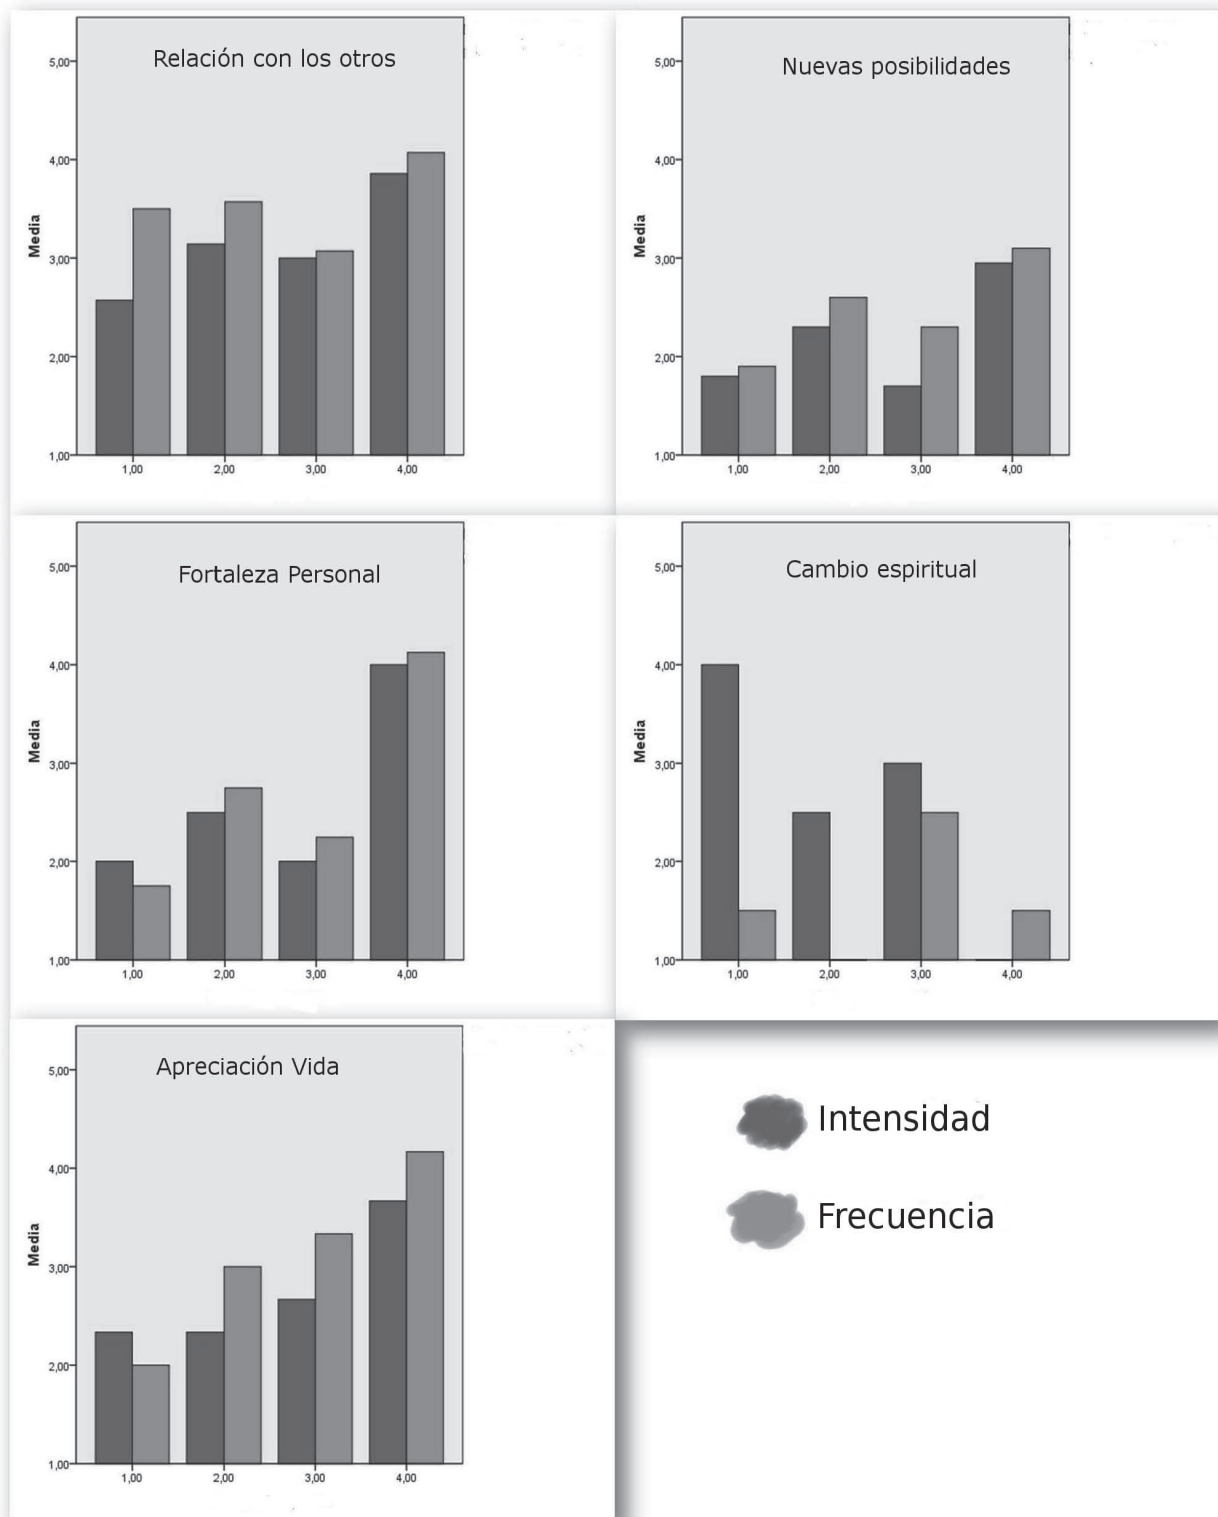 Relación con los otros
5,00
4,00
3,00
2,00
1,00
Media
1,00 2,00 3,00 4,00
Nuevas posibilidades
5,00
4,00
3,00
2,00
1,00
Media
1,00 2,00 3,00 4,00
Fortaleza Personal
5,00
4,00
3,00
2,00
1,00
Media
1,00 2,00 3,00 4,00
Cambio espiritual
5,00
4,00
3,00
2,00
1,00
Media
1,00 2,00 3,00 4,00
Apreciación Vida
5,00
4,00
3,00
2,00
1,00
Media
1,00 2,00 3,00 4,00
Intensidad
Frecuencia